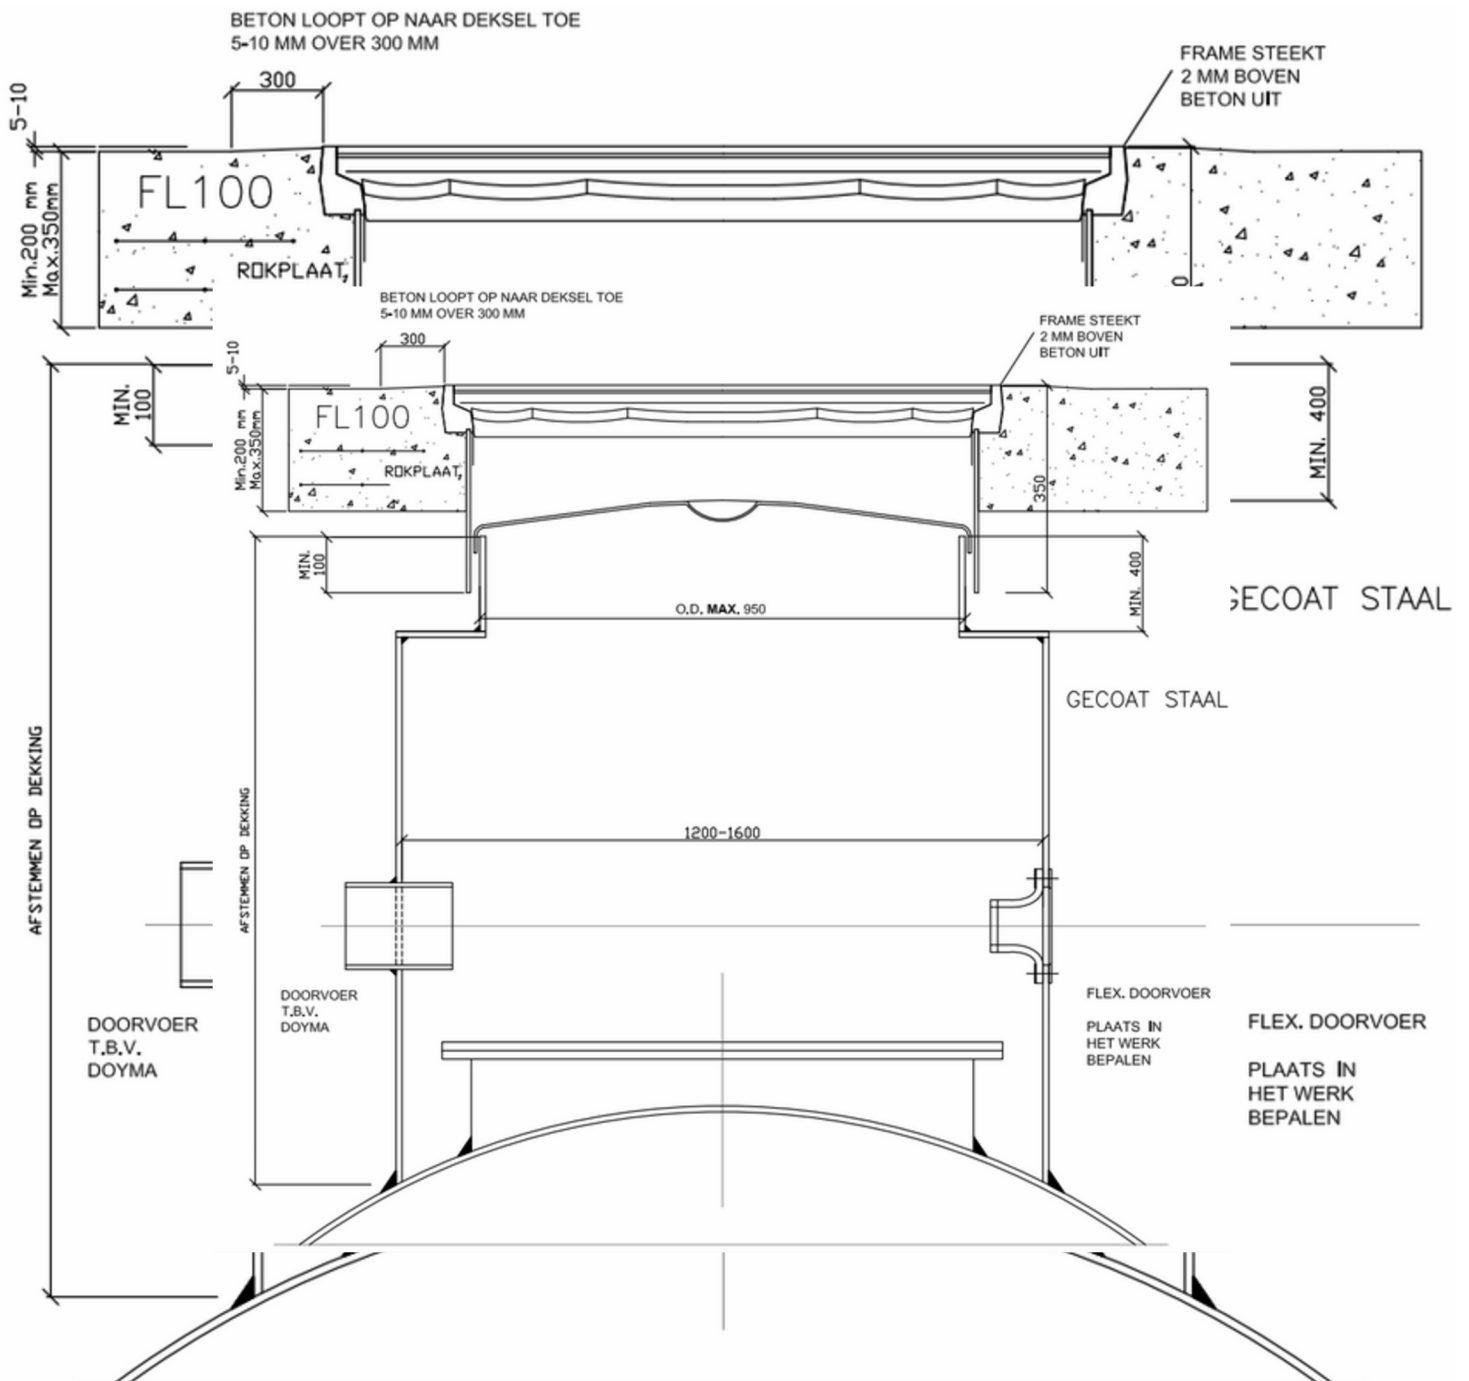 BETON LOOPT OP NAAR DEKSEL TOE
5-10 MM OVER 300 MM
FRAME STEEKT
2 MM BOVEN
BETON UIT
300
5-10
FL100
Min.200 mm
Max.350mm
ROKPLAAT
BETON LOOPT OP NAAR DEKSEL TOE
5-10 MM OVER 300 MM
FRAME STEEKT
2 MM BOVEN
BETON UIT
300
5-10
FL100
Min.200 mm
Max.350mm
ROKPLAAT
350
MIN.
100
MIN.
100
MIN. 400
MIN. 400
O.D. MAX. 950
GECOAT STAAL
GECOAT STAAL
AFSTEMMEN OP DEKKING
AFSTEMMEN OP DEKKING
1200-1600
DOORVOER
T.B.V.
DOYMA
DOORVOER
T.B.V.
DOYMA
FLEX. DOORVOER
PLAATS IN
HET WERK
BEPALEN
FLEX. DOORVOER
PLAATS IN
HET WERK
BEPALEN